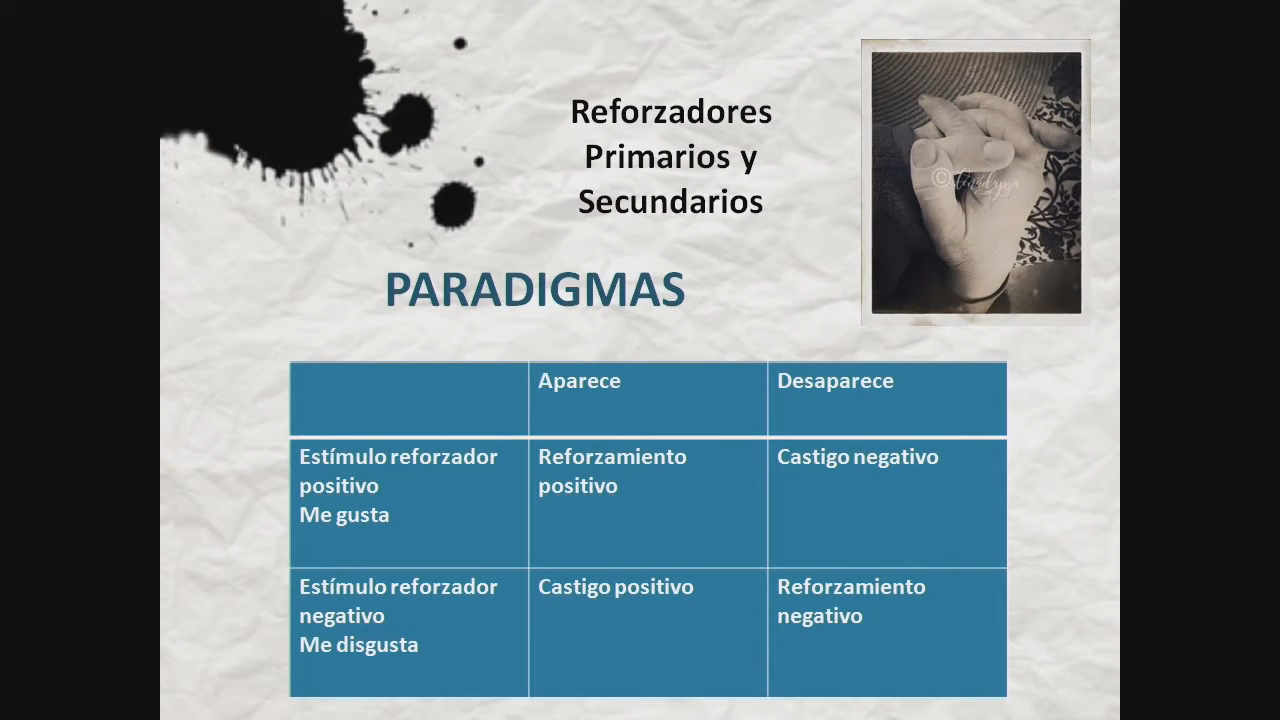 Reforzadores
Primarios y
Secundarios
PARADIGMAS
Aparece
Desaparece
Estímulo reforzador
positivo
Me gusta
Reforzamiento
positivo
Castigo negativo
Estímulo reforzador
negativo
Me disgusta
Castigo positivo
Reforzamiento
negativo